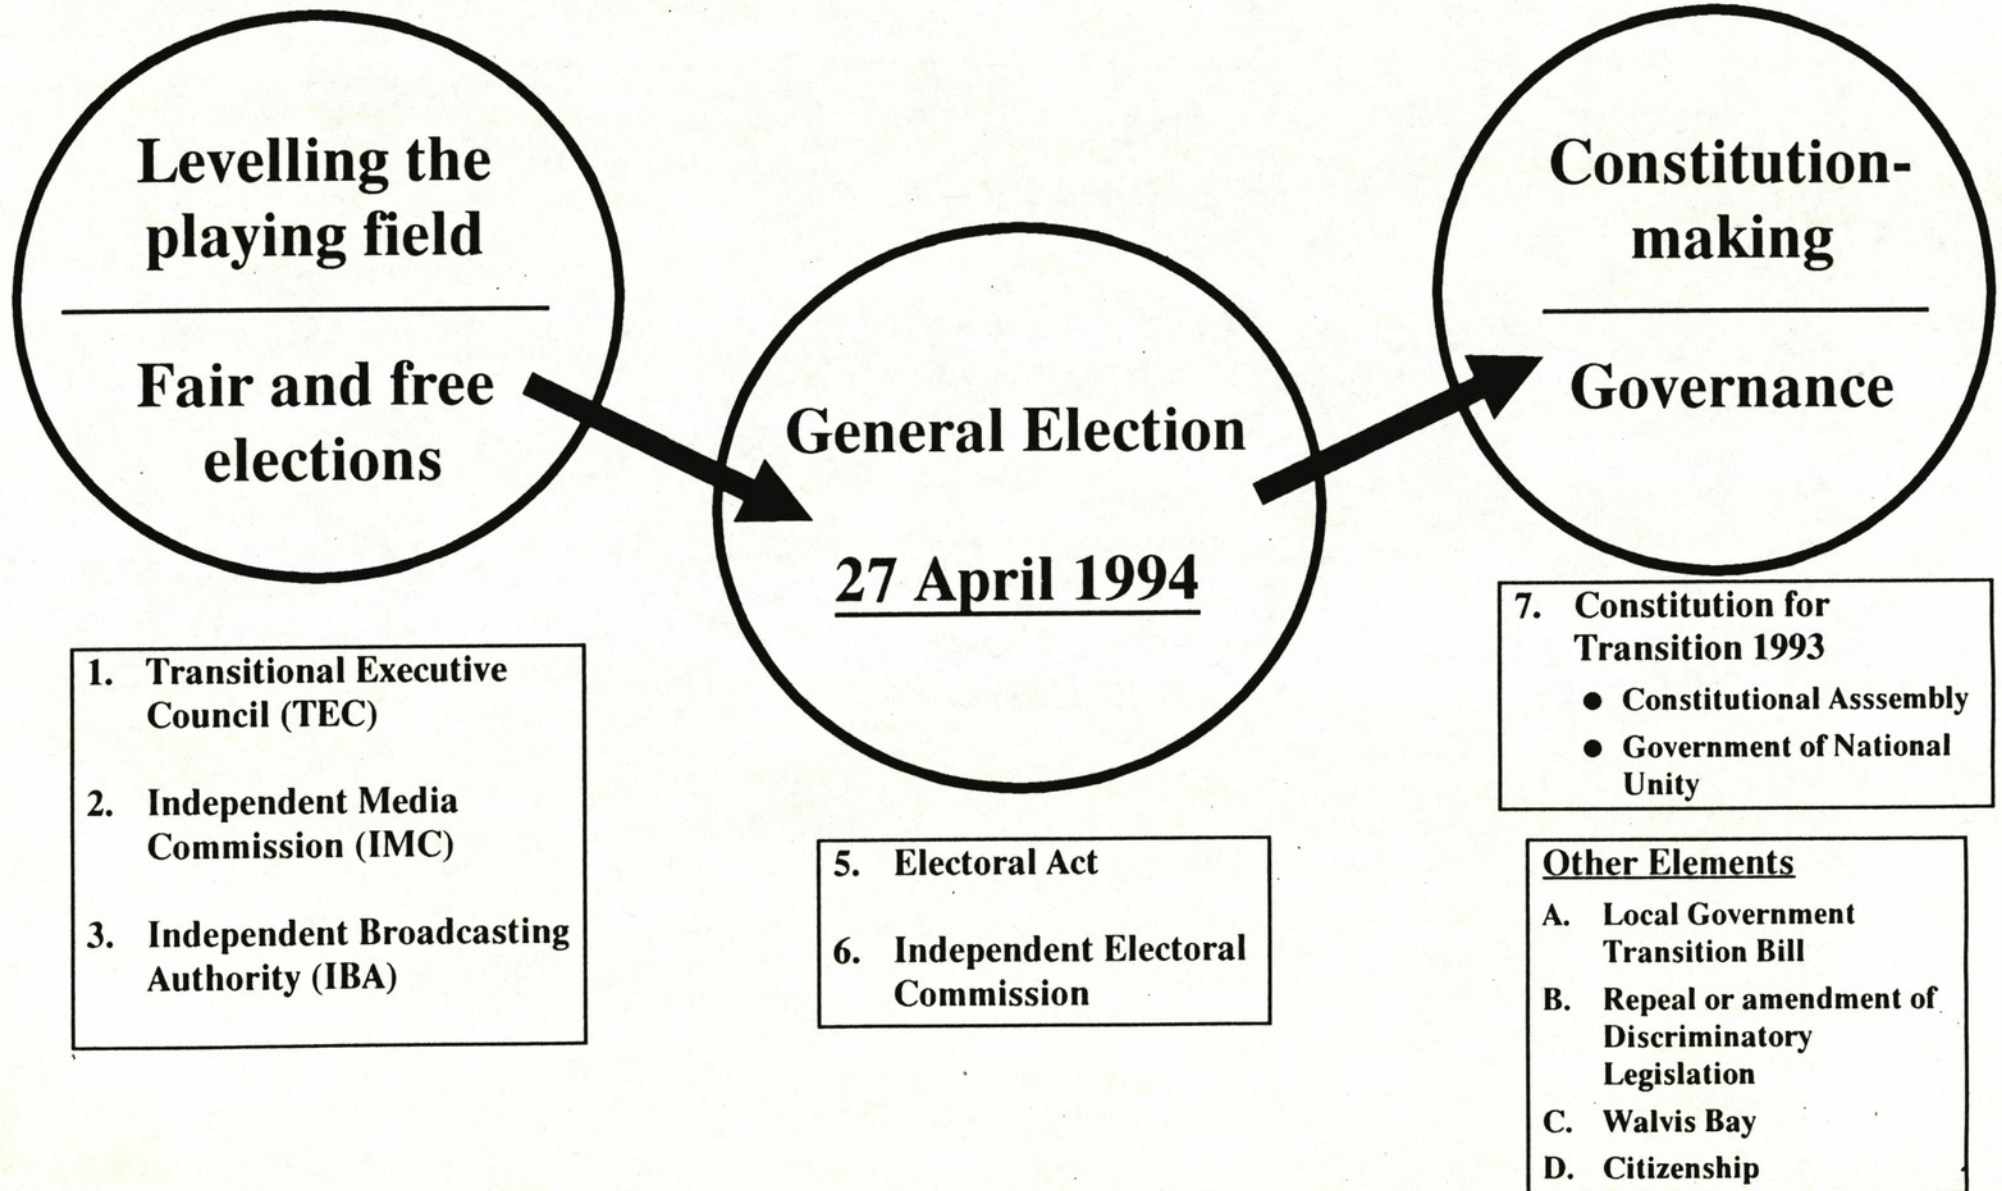 Levelling the
playing field
Fair and free
elections
General Election
27 April 1994
Constitution-
making
Governance
1. Transitional Executive
Council (TEC)
2. Independent Media
Commission (IMC)
3. Independent Broadcasting
Authority (IBA)
5. Electoral Act
6. Independent Electoral
Commission
7. Constitution for
Transition 1993
● Constitutional Asssembly
● Government of National
Unity
Other Elements
A. Local Government
Transition Bill
B. Repeal or amendment of
Discriminatory
Legislation
C. Walvis Bay
D. Citizenship